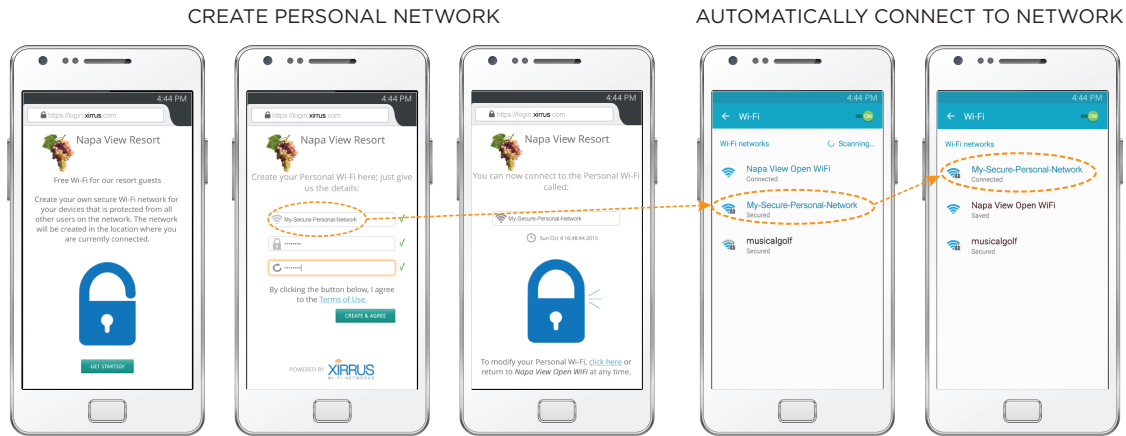 CREATE PERSONAL NETWORK
AUTOMATICALLY CONNECT TO NETWORK
4:44 PM
https://login.xirrus.com
Napa View Resort
Free Wi-Fi for our resort guests
Create your own secure Wi-Fi network for
your devices that is protected from all
other users on the network. The network
will be created in the location where you
are currently connected.
GET STARTED!
4:44 PM
https://login.xirrus.com
Napa View Resort
Create your Personal Wi-Fi here; just give
us the details:
My-Secure-Personal-Network
••••••••
••••••••
By clicking the button below, I agree
to the Terms of Use.
CREATE & AGREE
POWERED BY XIRRUS
WI-FI NETWORKS
4:44 PM
https://login.xirrus.com
Napa View Resort
You can now connect to the Personal Wi-Fi
called:
My-Secure-Personal-Network
Sun Oct 4 16:48:44 2015
To modify your Personal Wi-Fi, click here or
return to Napa View Open WiFi at any time.
4:44 PM
Wi-Fi
ON
Wi-Fi networks
Scanning...
Napa View Open WiFi
Connected
My-Secure-Personal-Network
Secured
musicalgolf
Secured
4:44 PM
Wi-Fi
ON
Wi-Fi networks
My-Secure-Personal-Network
Connected
Napa View Open WiFi
Saved
musicalgolf
Secured